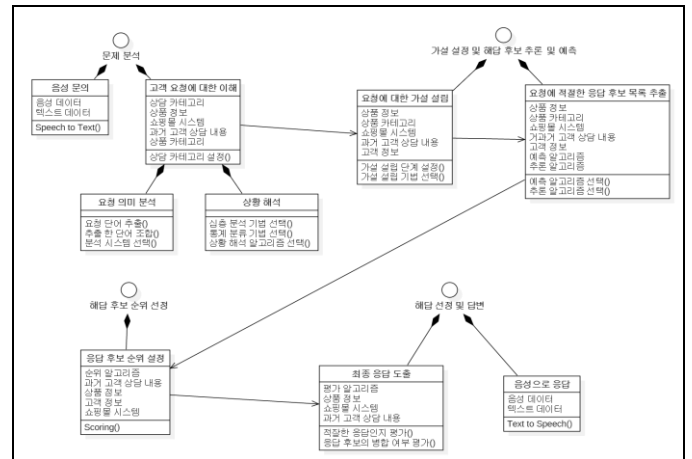 문제 분석
음성 문의
음성 데이터
텍스트 데이터
Speech to Text()
고객 요청에 대한 이해
상담 카테고리
상품 정보
쇼핑몰 시스템
과거 고객 상담 내용
상품 카테고리
상담 카테고리 설정()
요청 의미 분석
요청 단어 추출()
추출 한 단어 조합()
분석 시스템 선택()
상황 해석
심층 분석 기법 선택()
통계 분류 기법 선택()
상황 해석 알고리즘 선택()
가설 설정 및 해답 후보 추론 및 예측
요청에 대한 가설 설립
상품 정보
상품 카테고리
쇼핑몰 시스템
과거 고객 상담 내용
고객 정보
가설 설립 단계 설정()
가설 설립 기법 선택()
요청에 적절한 응답 후보 목록 추출
상품 정보
상품 카테고리
쇼핑몰 시스템
거과거 고객 상담 내용
고객 정보
예측 알고리즘
추론 알고리즘
예측 알고리즘 선택()
추론 알고리즘 선택()
해답 후보 순위 선정
응답 후보 순위 설정
순위 알고리즘
과거 고객 상담 내용
상품 정보
고객 정보
쇼핑몰 시스템
Scoring()
해답 선정 및 답변
최종 응답 도출
평가 알고리즘
상품 정보
쇼핑몰 시스템
과거 고객 상담 내용
적절한 응답인지 평가()
응답 후보의 병합 여부 평가()
음성으로 응답
음성 데이터
텍스트 데이터
Text to Speech()